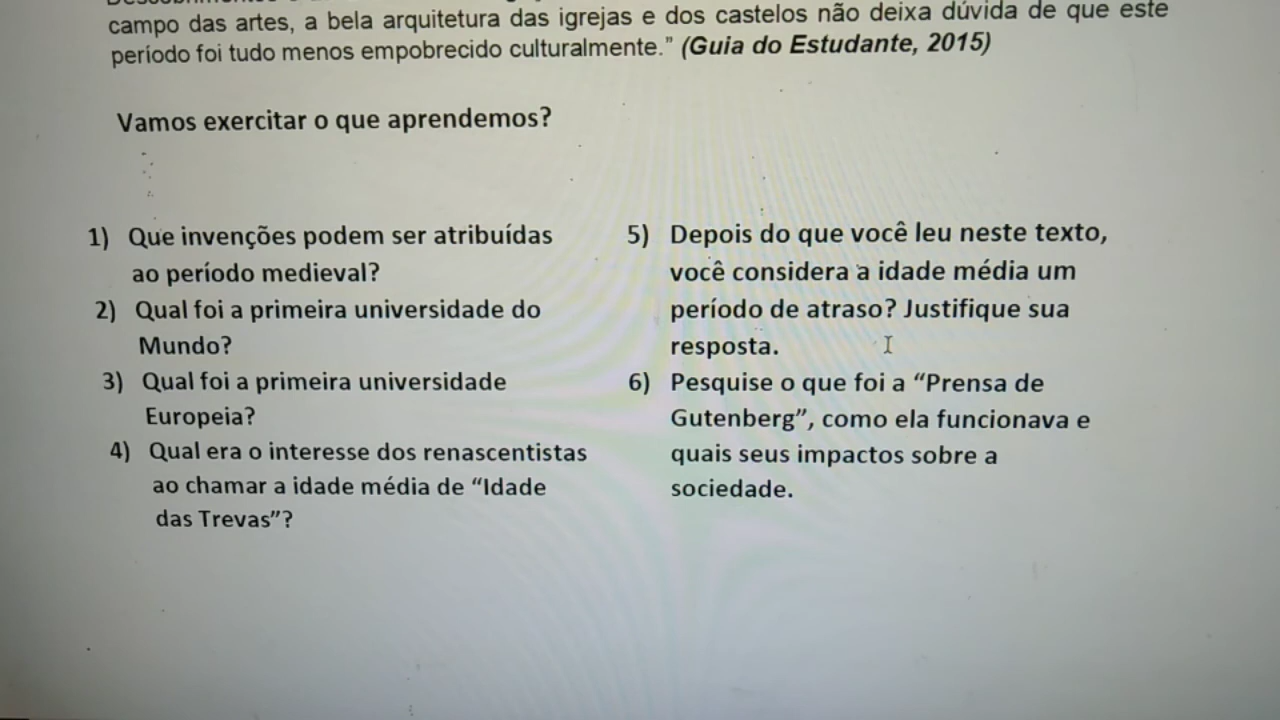 campo das artes, a bela arquitetura das igrejas e dos castelos não deixa dúvida de que este
período foi tudo menos empobrecido culturalmente.” (Guia do Estudante, 2015)
Vamos exercitar o que aprendemos?
1) Que invenções podem ser atribuídas
ao período medieval?
2) Qual foi a primeira universidade do
Mundo?
3) Qual foi a primeira universidade
Europeia?
4) Qual era o interesse dos renascentistas
ao chamar a idade média de “Idade
das Trevas”?
5) Depois do que você leu neste texto,
você considera a idade média um
período de atraso? Justifique sua
resposta.
6) Pesquise o que foi a “Prensa de
Gutenberg”, como ela funcionava e
quais seus impactos sobre a
sociedade.